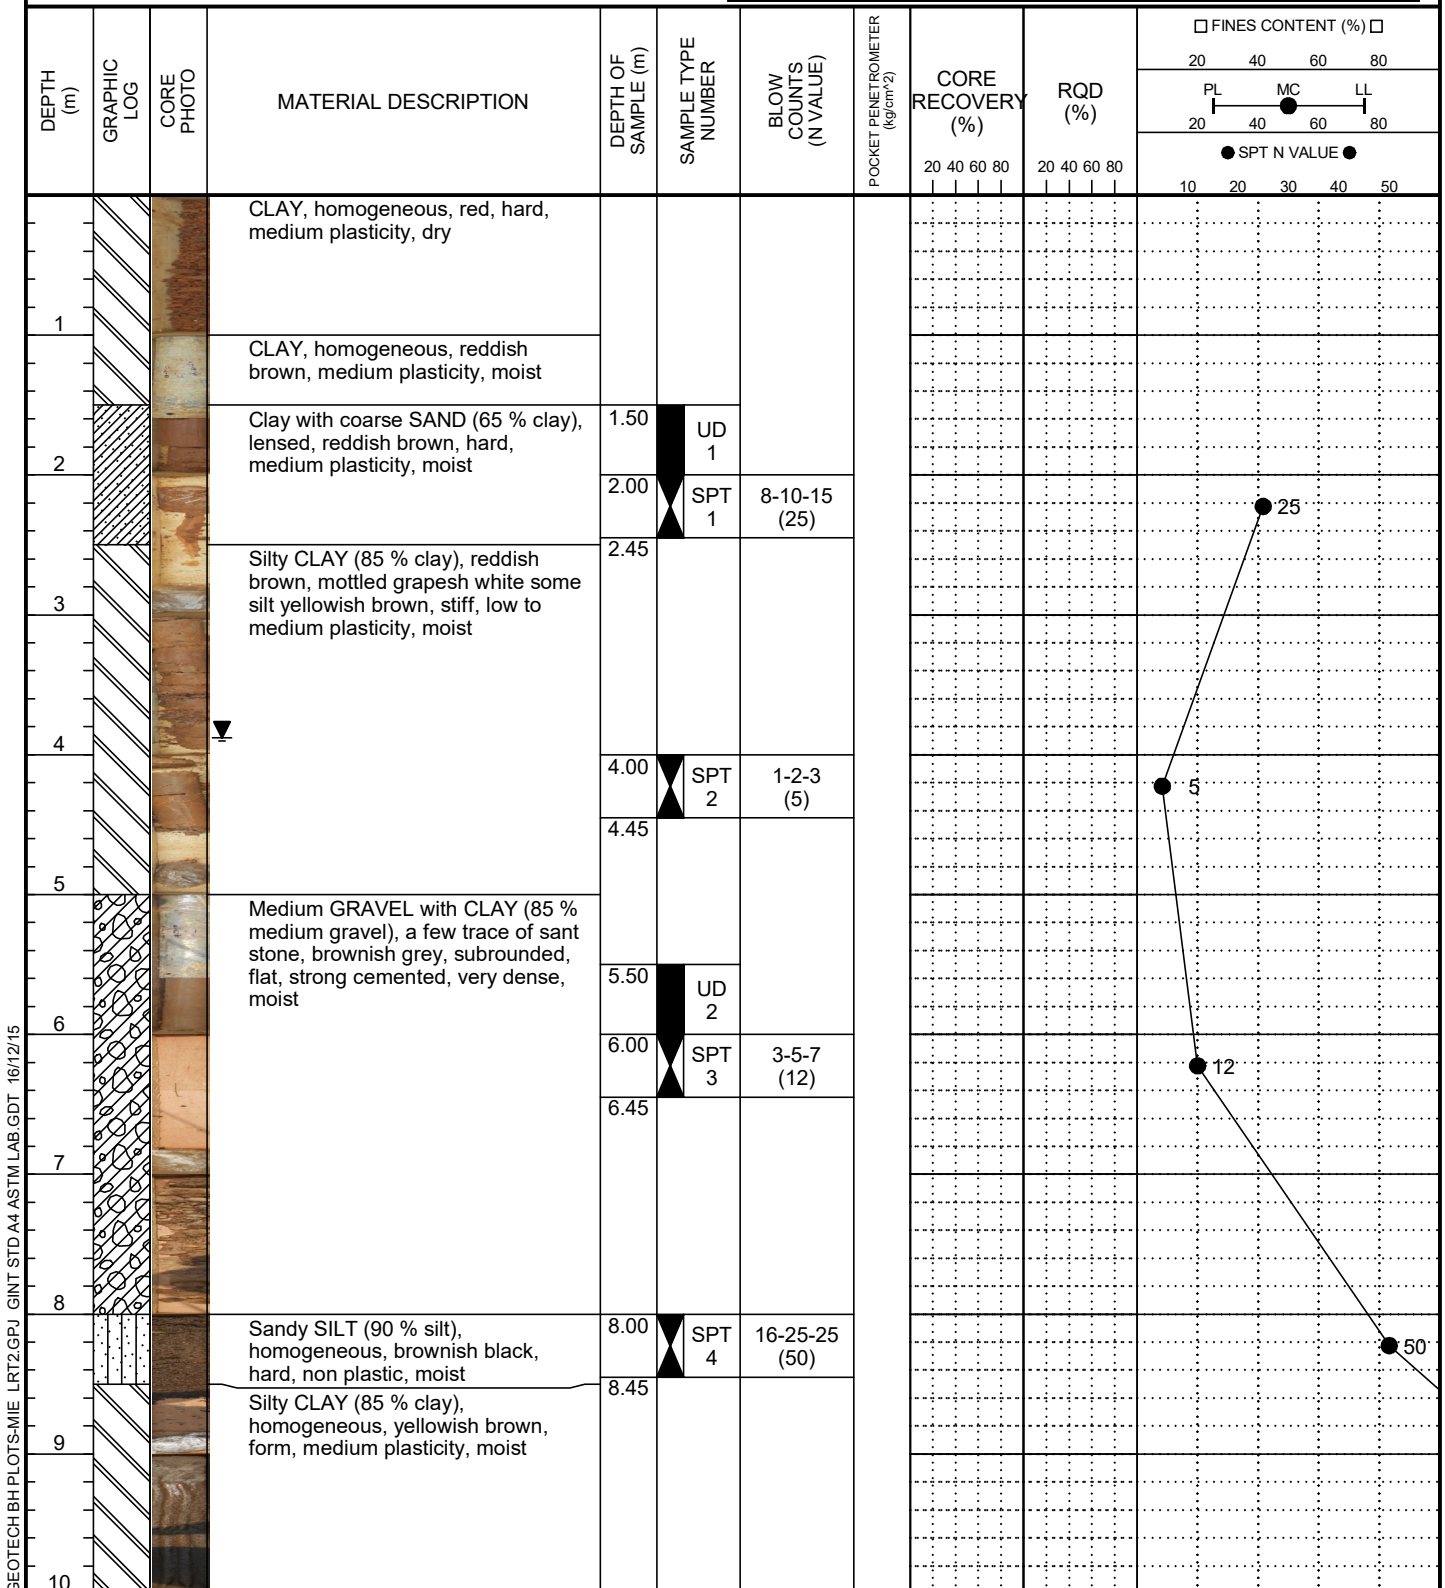 DEPTH
(m)
GRAPHIC
LOG
CORE
PHOTO
MATERIAL DESCRIPTION
DEPTH OF
SAMPLE (m)
SAMPLE TYPE
NUMBER
BLOW
COUNTS
(N VALUE)
POCKET PENETROMETER
(kg/cm^2)
CORE
RECOVERY
(%)
20 40 60 80
RQD
(%)
20 40 60 80
FINES CONTENT (%)
20 40 60 80
PL MC LL
20 40 60 80
SPT N VALUE
10 20 30 40 50
CLAY, homogeneous, red, hard,
medium plasticity, dry
1
CLAY, homogeneous, reddish
brown, medium plasticity, moist
Clay with coarse SAND (65 % clay),
lensed, reddish brown, hard,
medium plasticity, moist
1.50
UD
1
2
2.00
SPT
1
8-10-15
(25)
25
2.45
Silty CLAY (85 % clay), reddish
brown, mottled grapesh white some
silt yellowish brown, stiff, low to
medium plasticity, moist
3
4
4.00
SPT
2
1-2-3
(5)
5
4.45
5
Medium GRAVEL with CLAY (85 %
medium gravel), a few trace of sant
stone, brownish grey, subrounded,
flat, strong cemented, very dense,
moist
5.50
UD
2
6
6.00
SPT
3
3-5-7
(12)
12
6.45
7
8
Sandy SILT (90 % silt),
homogeneous, brownish black,
hard, non plastic, moist
8.00
SPT
4
16-25-25
(50)
50
8.45
Silty CLAY (85 % clay),
homogeneous, yellowish brown,
form, medium plasticity, moist
9
10
GEOTECH BH PLOTS-MIE LRT2.GPJ GINT STD A4 ASTM LAB.GDT 16/12/15